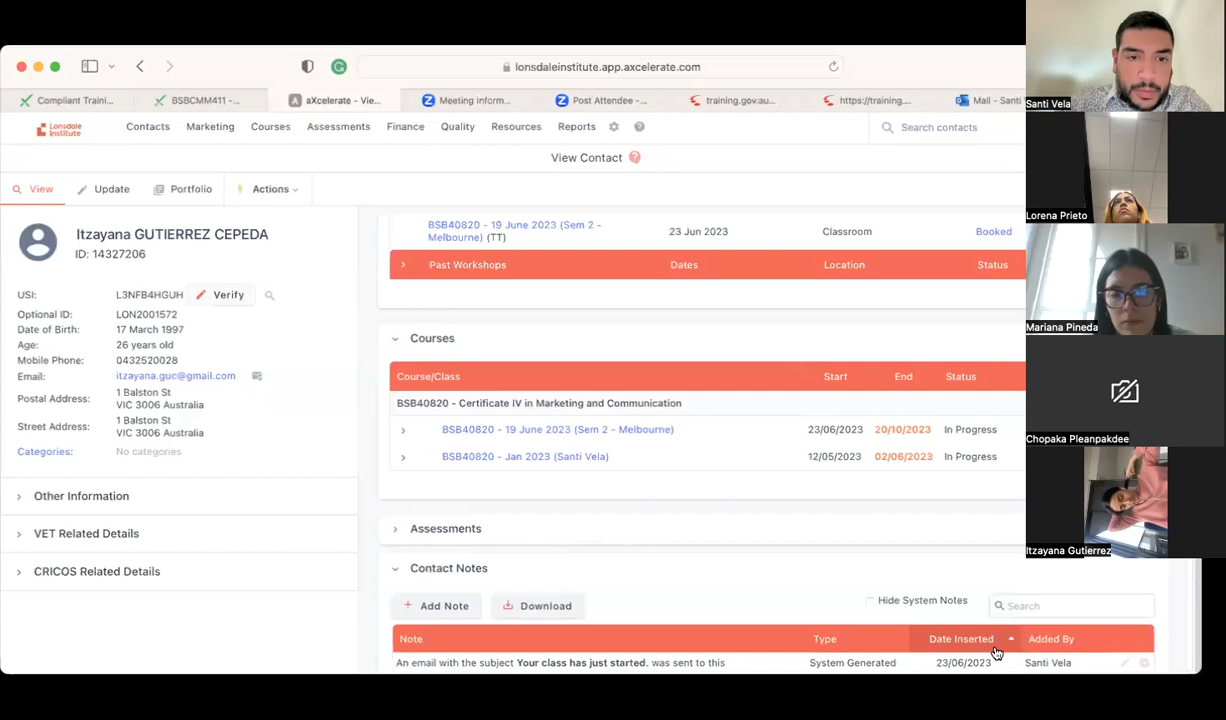 lonsdaleinstitute.app.axcelerate.com
Compliant Traini...
BSBCMM411 -...
aXcelerate - Vie...
Meeting Inform...
Post Attendee -...
training.gov.au...
https://training....
Mail - Santi
Lonsdale
Institute
Contacts
Marketing
Courses
Assessments
Finance
Quality
Resources
Reports
Search contacts
View Contact
View
Update
Portfolio
Actions
Itzayana GUTIERREZ CEPEDA
ID: 14327206
USI: L3NFB4HGUH
Verify
Optional ID: LON2001572
Date of Birth: 17 March 1997
Age: 26 years old
Mobile Phone: 0432520028
Email: itzayana.guc@gmail.com
Postal Address: 1 Balston St
VIC 3006 Australia
Street Address: 1 Balston St
VIC 3006 Australia
Categories: No categories
Other Information
VET Related Details
CRICOS Related Details
BSB40820 - 19 June 2023 (Sem 2 -
Melbourne) (TT)
23 Jun 2023
Classroom
Booked
Past Workshops Dates Location Status
Courses
Course/Class Start End Status
BSB40820 - Certificate IV in Marketing and Communication
BSB40820 - 19 June 2023 (Sem 2 - Melbourne) 23/06/2023 20/10/2023 In Progress
BSB40820 - Jan 2023 (Santi Vela) 12/05/2023 02/06/2023 In Progress
Assessments
Contact Notes
Add Note
Download
Hide System Notes
Search
Note Type Date Inserted Added By
An email with the subject Your class has just started. was sent to this System Generated 23/06/2023 Santi Vela
Santi Vela
Lorena Prieto
Mariana Pineda
Chopaka Pleanpakdee
Itzayana Gutierrez